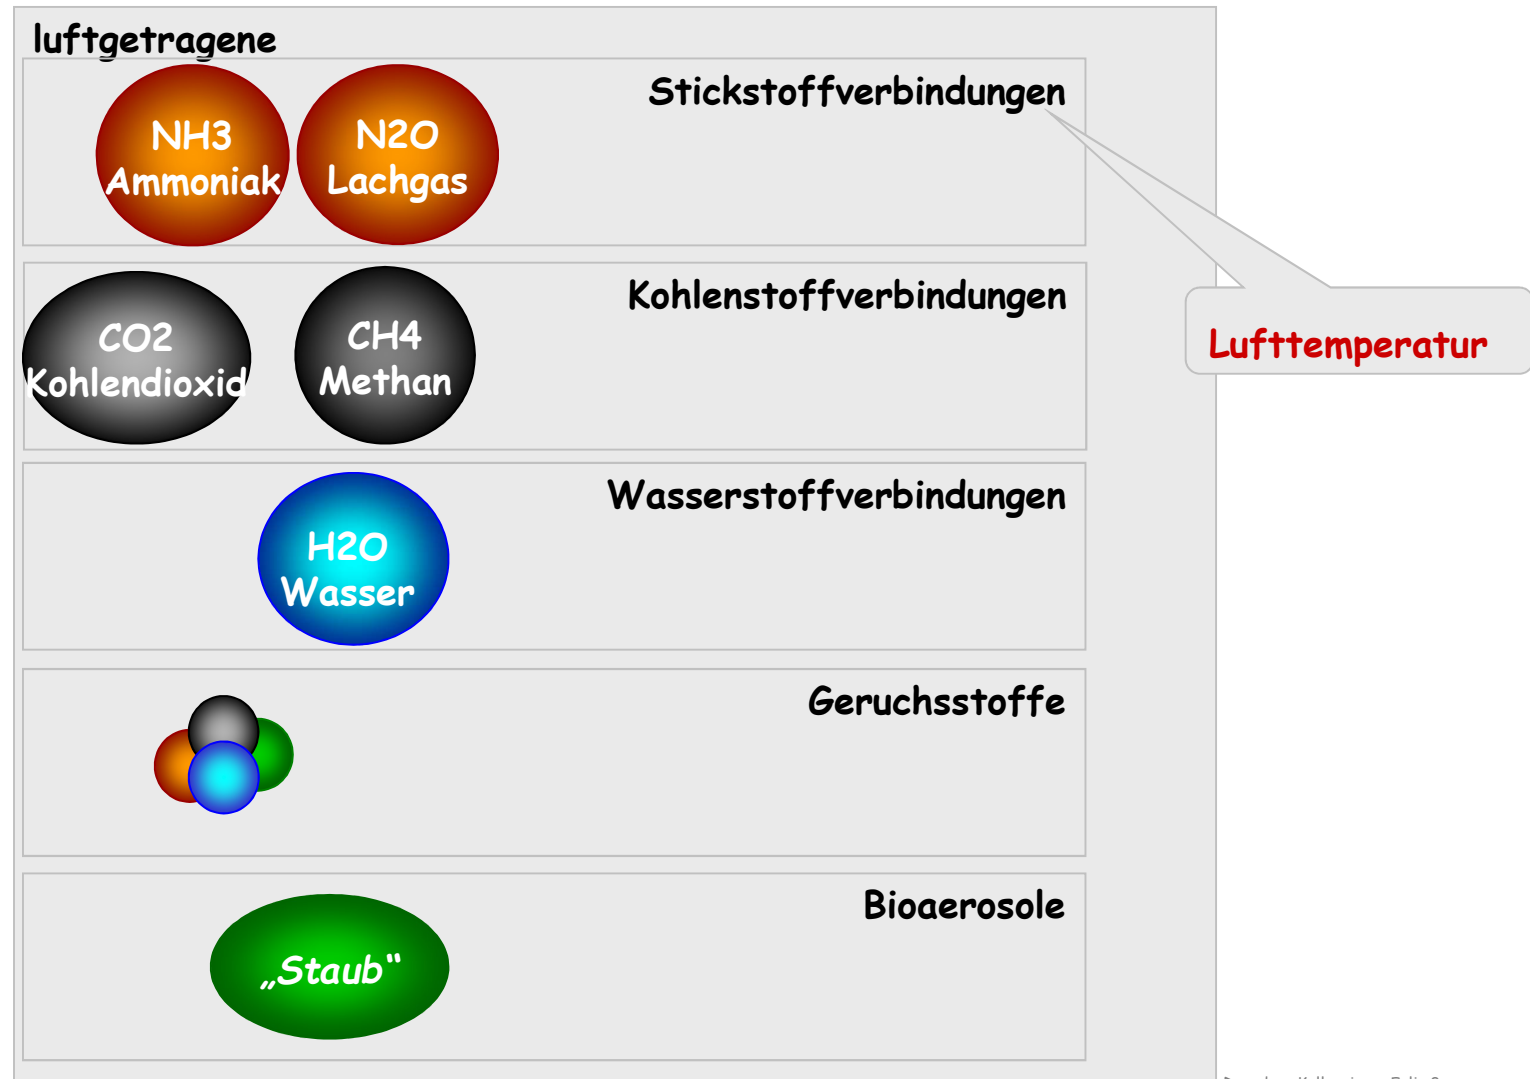 luftgetragene
Stickstoffverbindungen
NH3
Ammoniak
N2O
Lachgas
Lufttemperatur
Kohlenstoffverbindungen
CO2
Kohlendioxid
CH4
Methan
Wasserstoffverbindungen
H2O
Wasser
Geruchsstoffe
Bioaerosole
„Staub“